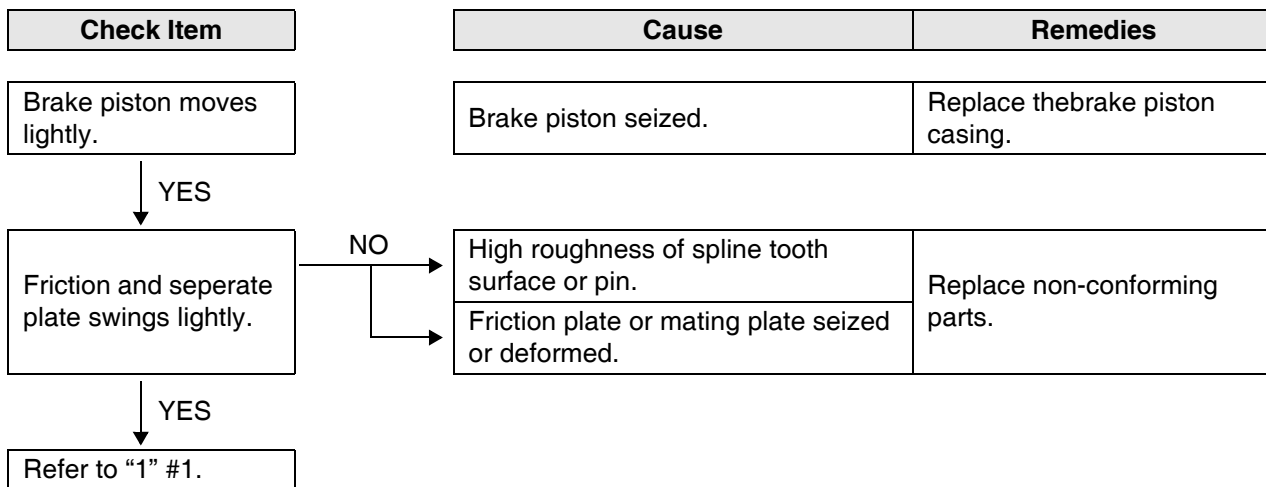 Check Item
Cause
Remedies
Brake piston moves
lightly.
Brake piston seized.
Replace thebrake piston
casing.
YES
Friction and seperate
plate swings lightly.
NO
High roughness of spline tooth
surface or pin.
Friction plate or mating plate seized
or deformed.
Replace non-conforming
parts.
YES
Refer to “1” #1.